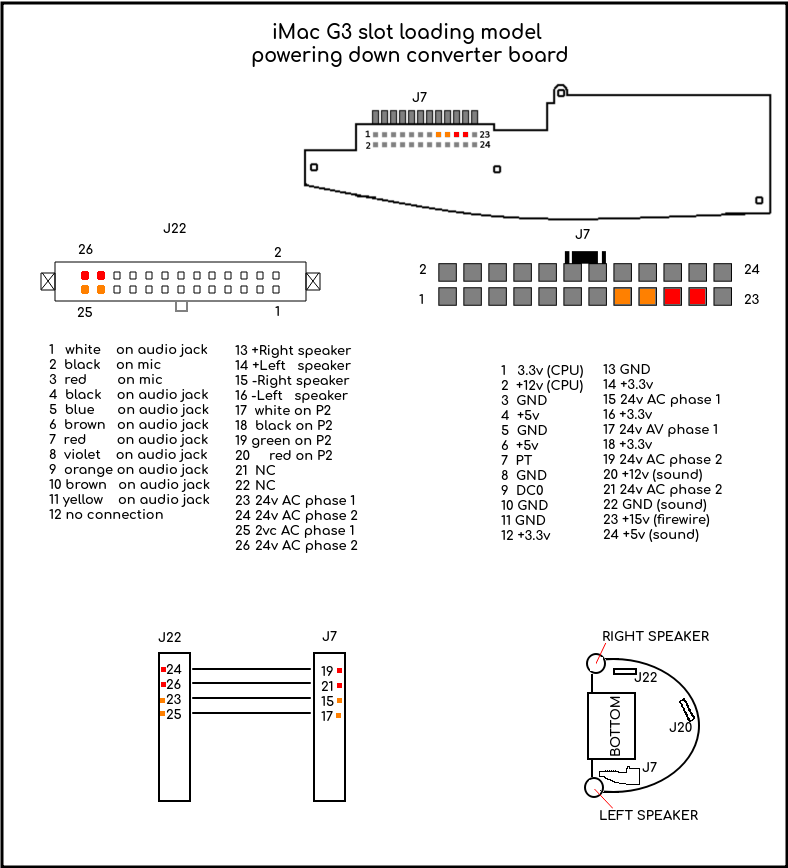 iMac G3 slot loading model
powering down converter board
J7
1 23
2 24
J22
26 2
25 1
J7
2 24
1 23
1 white on audio jack
2 black on mic
3 red on mic
4 black on audio jack
5 blue on audio jack
6 brown on audio jack
7 red on audio jack
8 violet on audio jack
9 orange on audio jack
10 brown on audio jack
11 yellow on audio jack
12 no connection
13 +Right speaker
14 +Left speaker
15 -Right speaker
16 -Left speaker
17 white on P2
18 black on P2
19 green on P2
20 red on P2
21 NC
22 NC
23 24v AC phase 1
24 24v AC phase 2
25 2vc AC phase 1
26 24v AC phase 2
1 3.3v (CPU)
2 +12v (CPU)
3 GND
4 +5v
5 GND
6 +5v
7 PT
8 GND
9 DC0
10 GND
11 GND
12 +3.3v
13 GND
14 +3.3v
15 24v AC phase 1
16 +3.3v
17 24v AV phase 1
18 +3.3v
19 24v AC phase 2
20 +12v (sound)
21 24v AC phase 2
22 GND (sound)
23 +15v (firewire)
24 +5v (sound)
J22 J7
24 19
26 21
23 15
25 17
RIGHT SPEAKER
J22
BOTTOM
J20
J7
LEFT SPEAKER